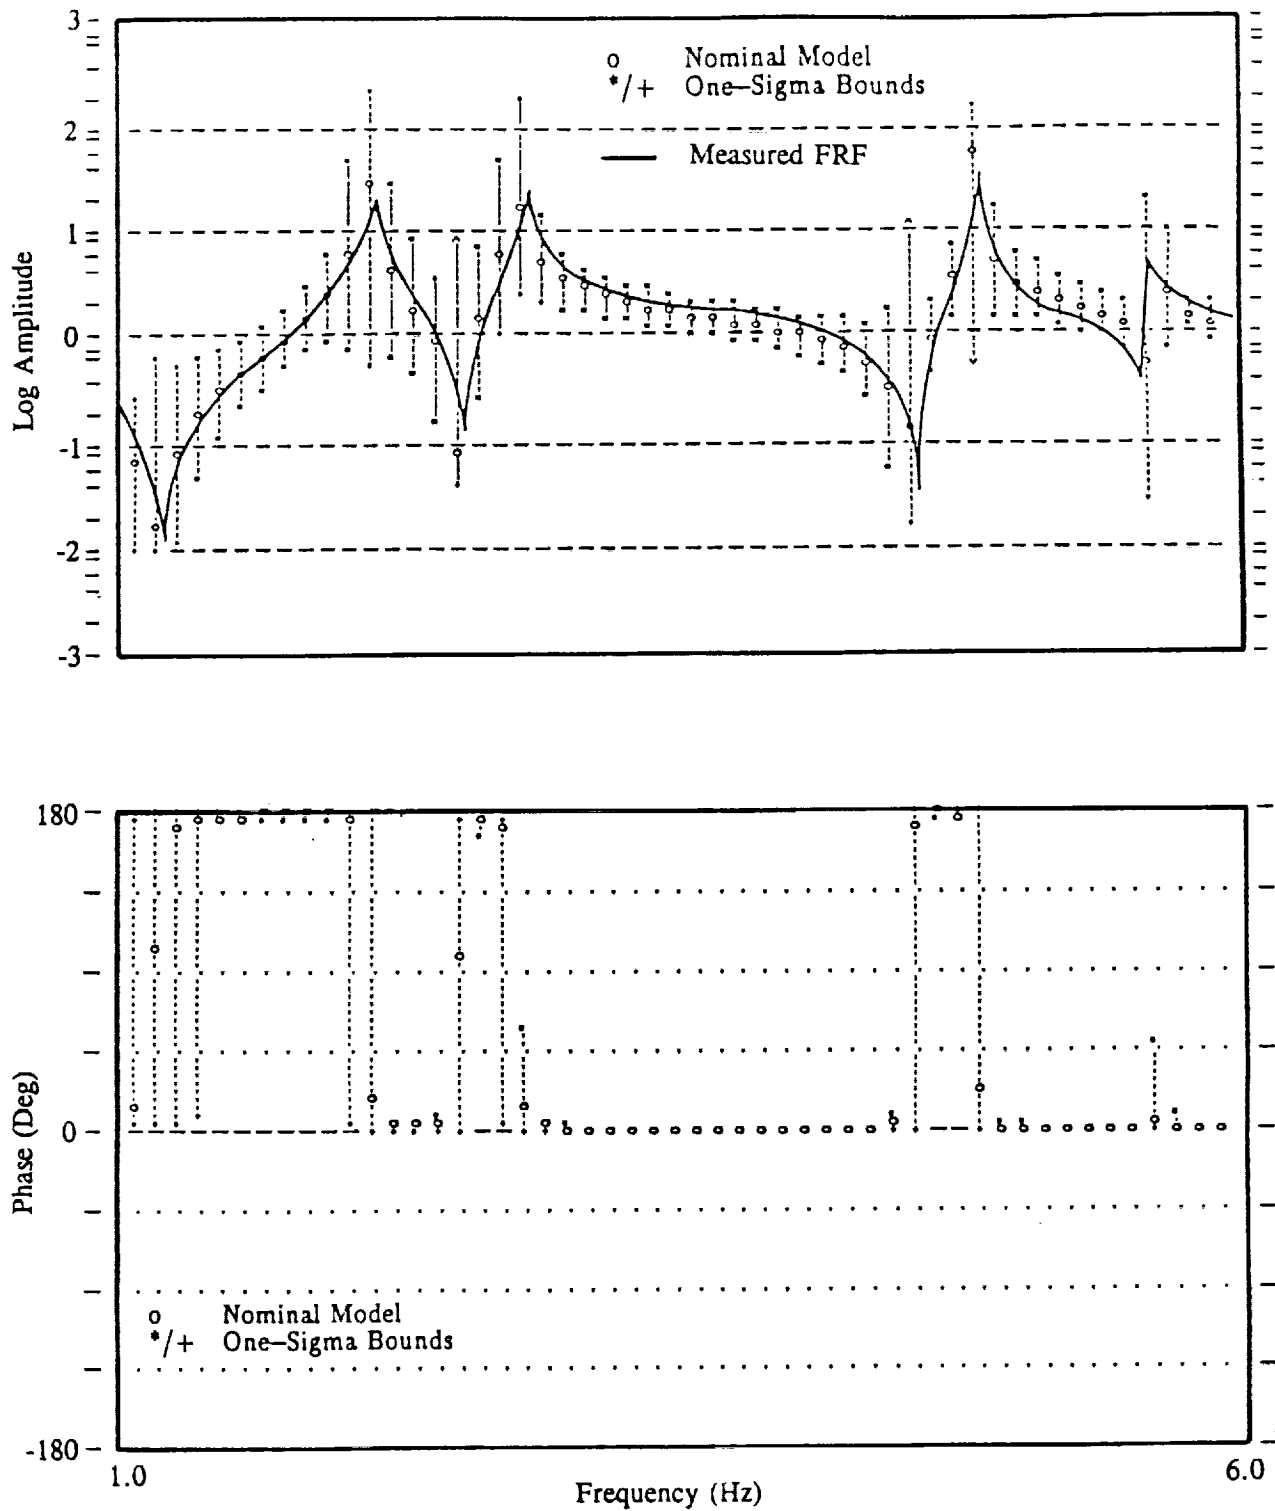 3
2
1
0
-1
-2
-3
Log Amplitude
o Nominal Model
*/+ One-Sigma Bounds
Measured FRF
180
0
-180
Phase (Deg)
o Nominal Model
*/+ One-Sigma Bounds
1.0
6.0
Frequency (Hz)